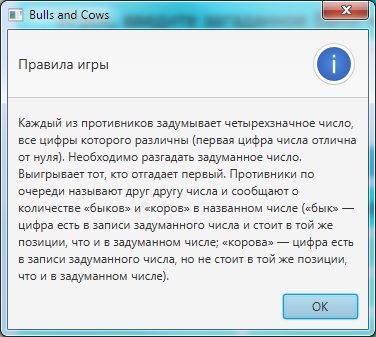 Bulls and Cows
Правила игры
Каждый из противников задумывает четырехзначное число,
все цифры которого различны (первая цифра числа отлична
от нуля). Необходимо разгадать задуманное число.
Выигрывает тот, кто отгадает первый. Противники по
очереди называют друг другу числа и сообщают о
количестве «быков» и «коров» в названном числе («бык» —
цифра есть в записи задуманного числа и стоит в той же
позиции, что и в задуманном числе; «корова» — цифра есть
в записи задуманного числа, но не стоит в той же позиции,
что и в задуманном числе).
OK